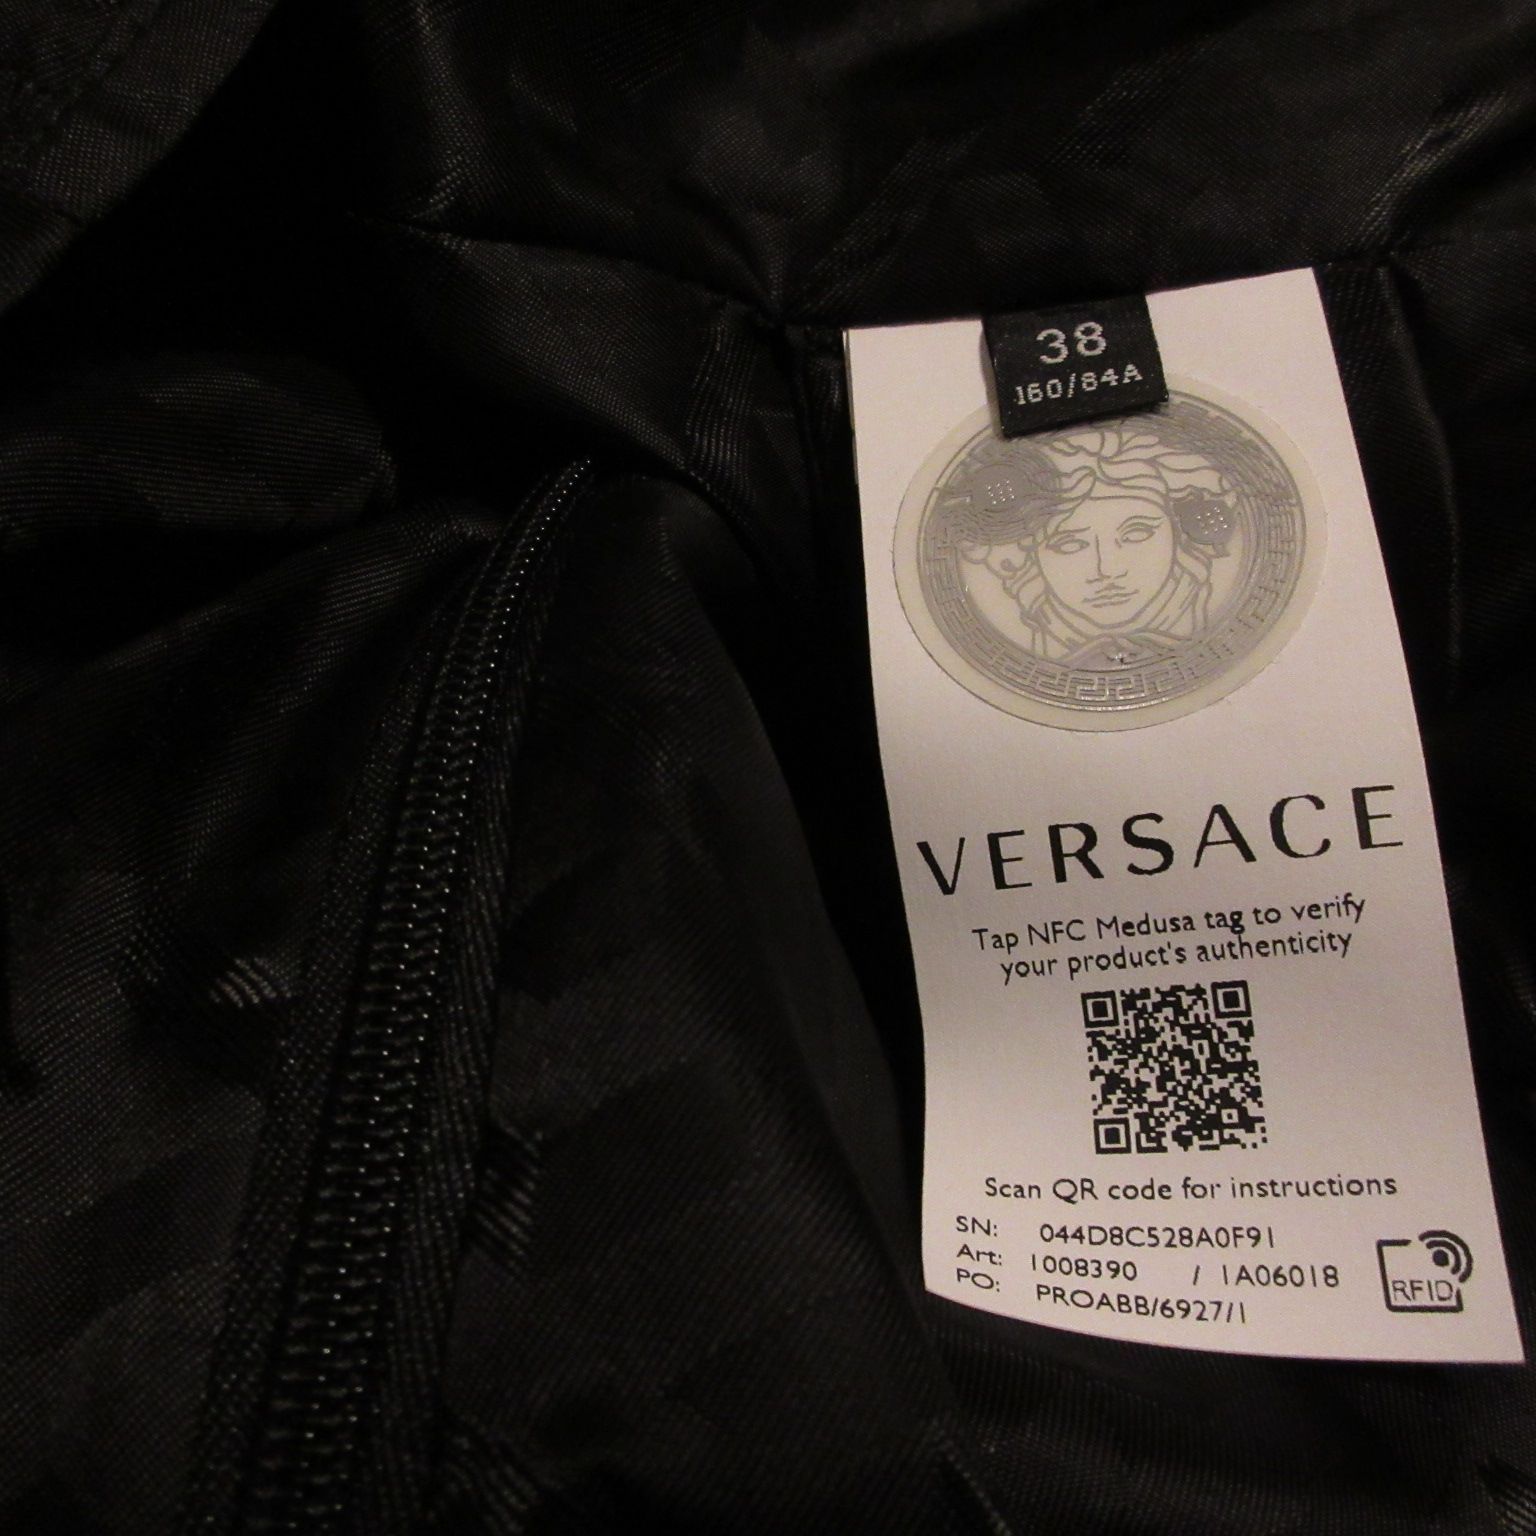 38
160/84A
VERSACE
Tap NFC Medusa tag to verify
your product's authenticity
Scan QR code for instructions
SN: 044D8C528A0F91
Art: 1008390 / 1A06018
PO: PROABB/6927/1
RFID